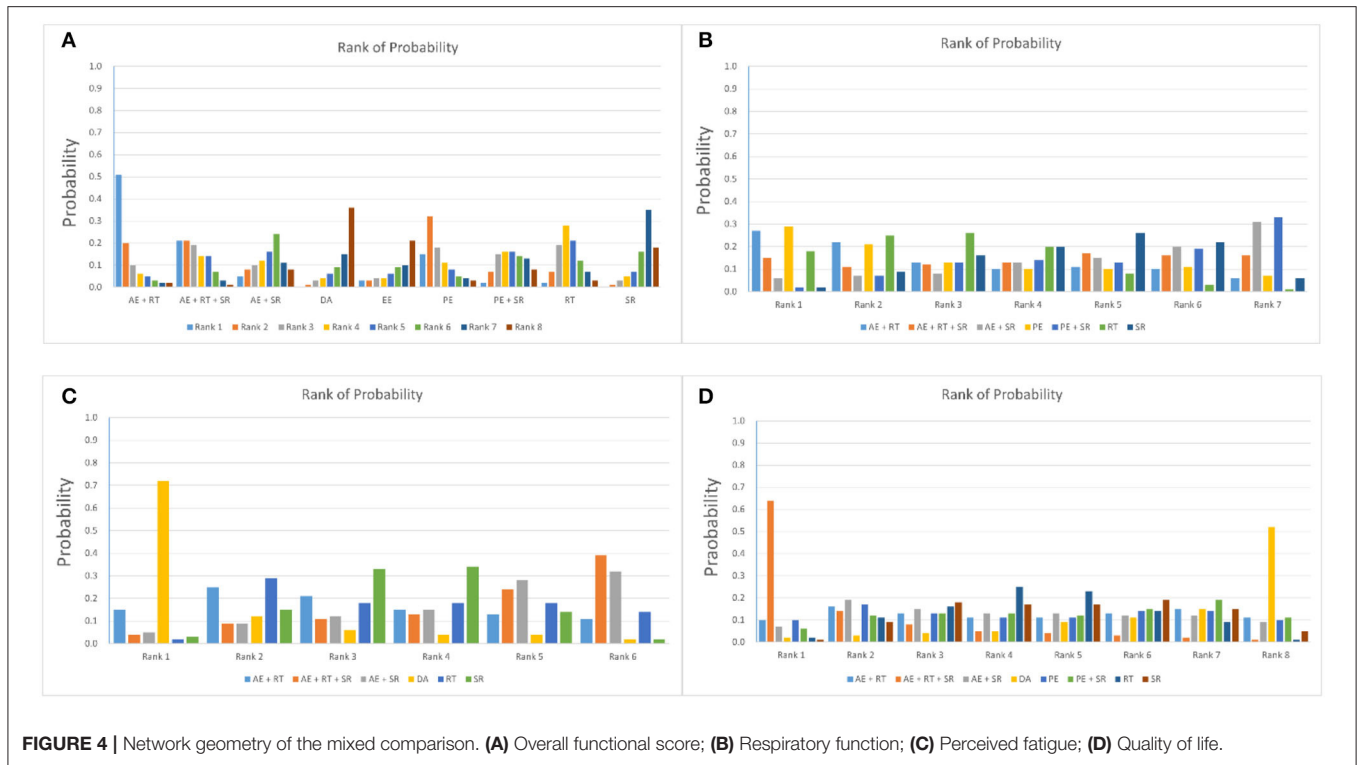 A
Rank of Probability
Probability
1.0
0.9
0.8
0.7
0.6
0.5
0.4
0.3
0.2
0.1
0.0
AE + RT AE + RT + SR AE + SR DA EE PE PE + SR RT SR
Rank 1 Rank 2 Rank 3 Rank 4 Rank 5 Rank 6 Rank 7 Rank 8
B
Rank of Probability
Probability
1.0
0.9
0.8
0.7
0.6
0.5
0.4
0.3
0.2
0.1
0.0
Rank 1 Rank 2 Rank 3 Rank 4 Rank 5 Rank 6 Rank 7
AE + RT AE + RT + SR AE + SR PE PE + SR RT SR
C
Rank of Probability
Probability
1.0
0.9
0.8
0.7
0.6
0.5
0.4
0.3
0.2
0.1
0.0
Rank 1 Rank 2 Rank 3 Rank 4 Rank 5 Rank 6
AE + RT AE + RT + SR AE + SR DA RT SR
D
Rank of Probability
Praobability
1.0
0.9
0.8
0.7
0.6
0.5
0.4
0.3
0.2
0.1
0.0
Rank 1 Rank 2 Rank 3 Rank 4 Rank 5 Rank 6 Rank 7 Rank 8
AE + RT AE + RT + SR AE + SR DA PE PE + SR RT SR
FIGURE 4 | Network geometry of the mixed comparison. (A) Overall functional score; (B) Respiratory function; (C) Perceived fatigue; (D) Quality of life.